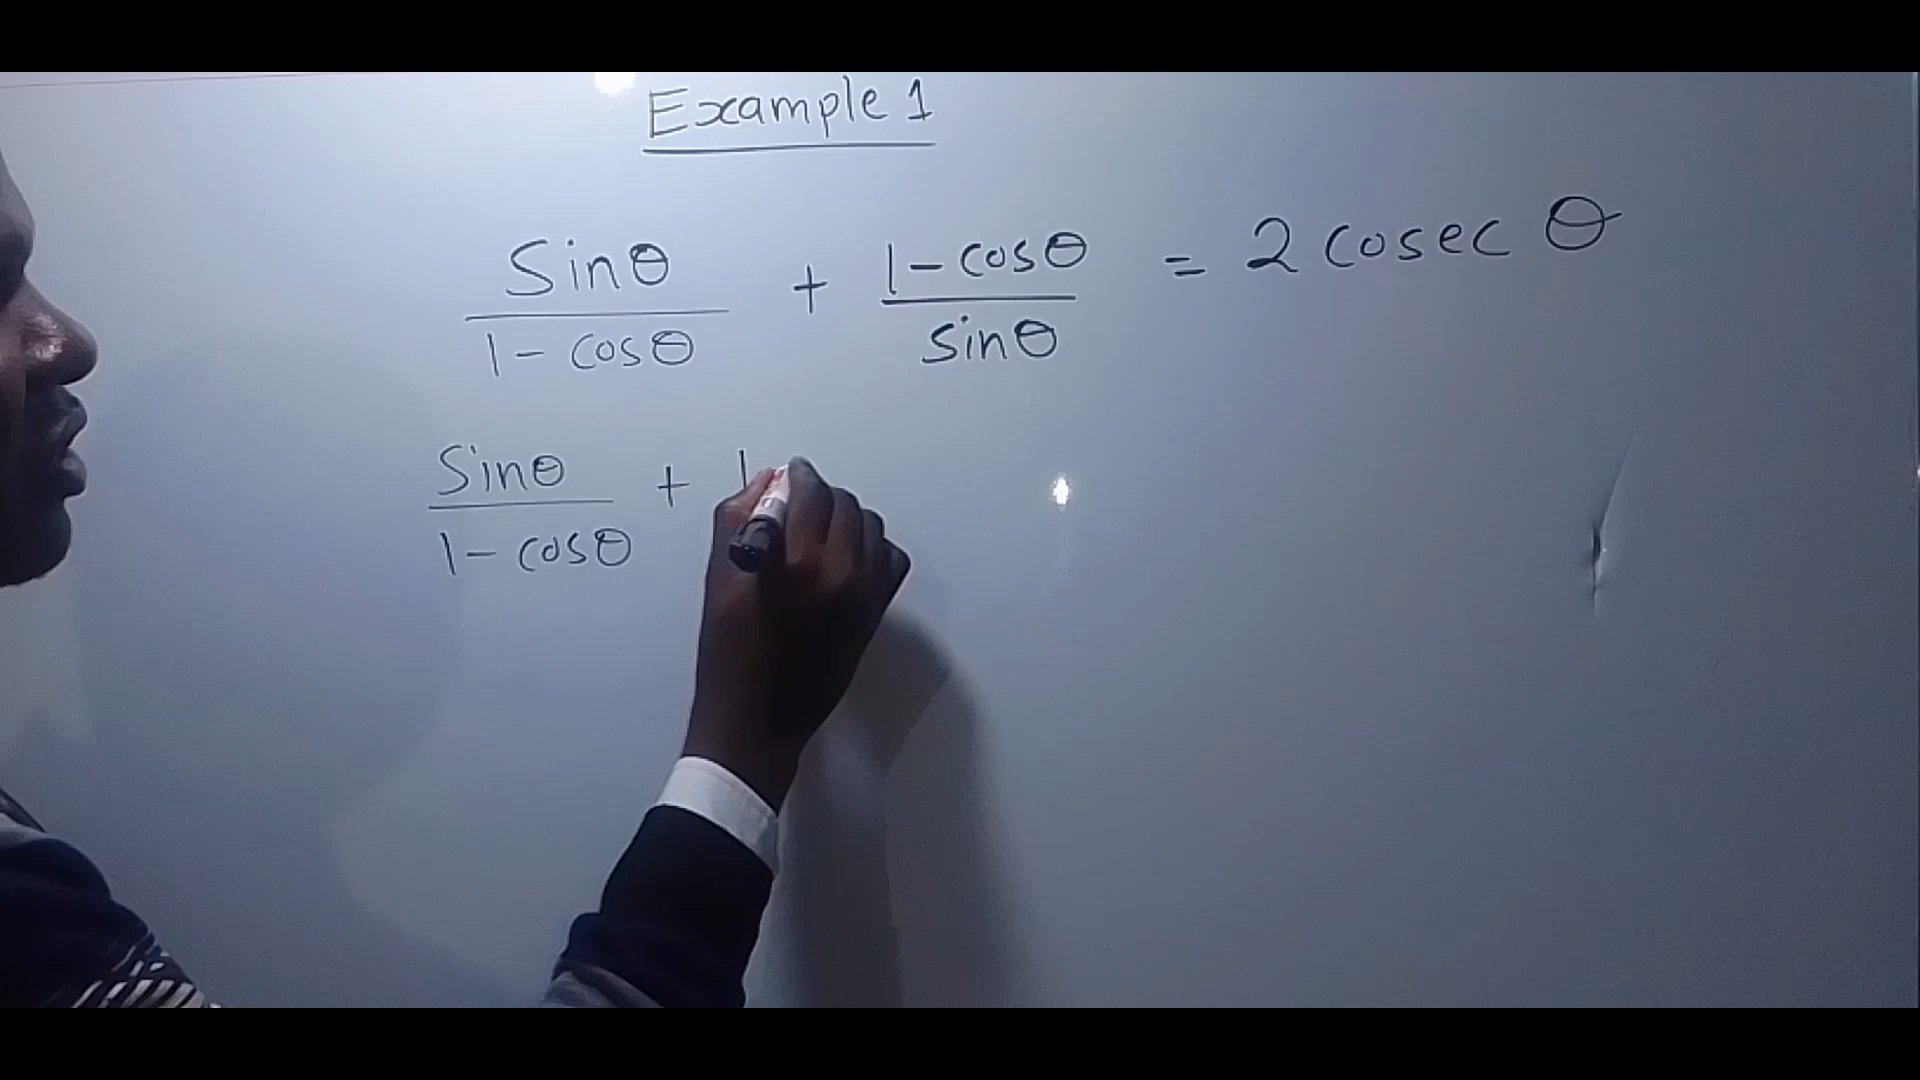 Example 1
Sinθ / 1 - cosθ + 1 - cosθ / sinθ = 2 cosec θ
Sinθ / 1 - cosθ + 1